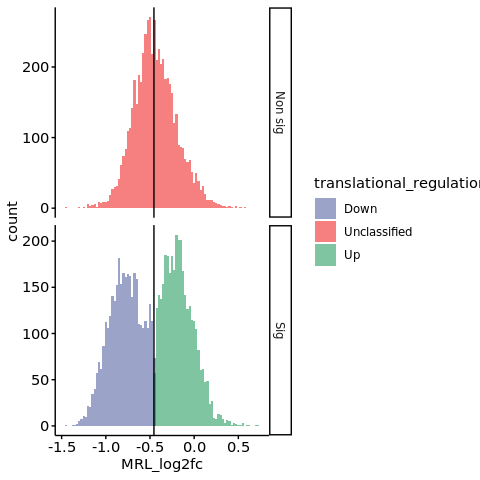 200
100
0
Non sig
200
150
100
50
0
Sig
count
-1.5 -1.0 -0.5 0.0 0.5
MRL_log2fc
translational_regulation
Down
Unclassified
Up